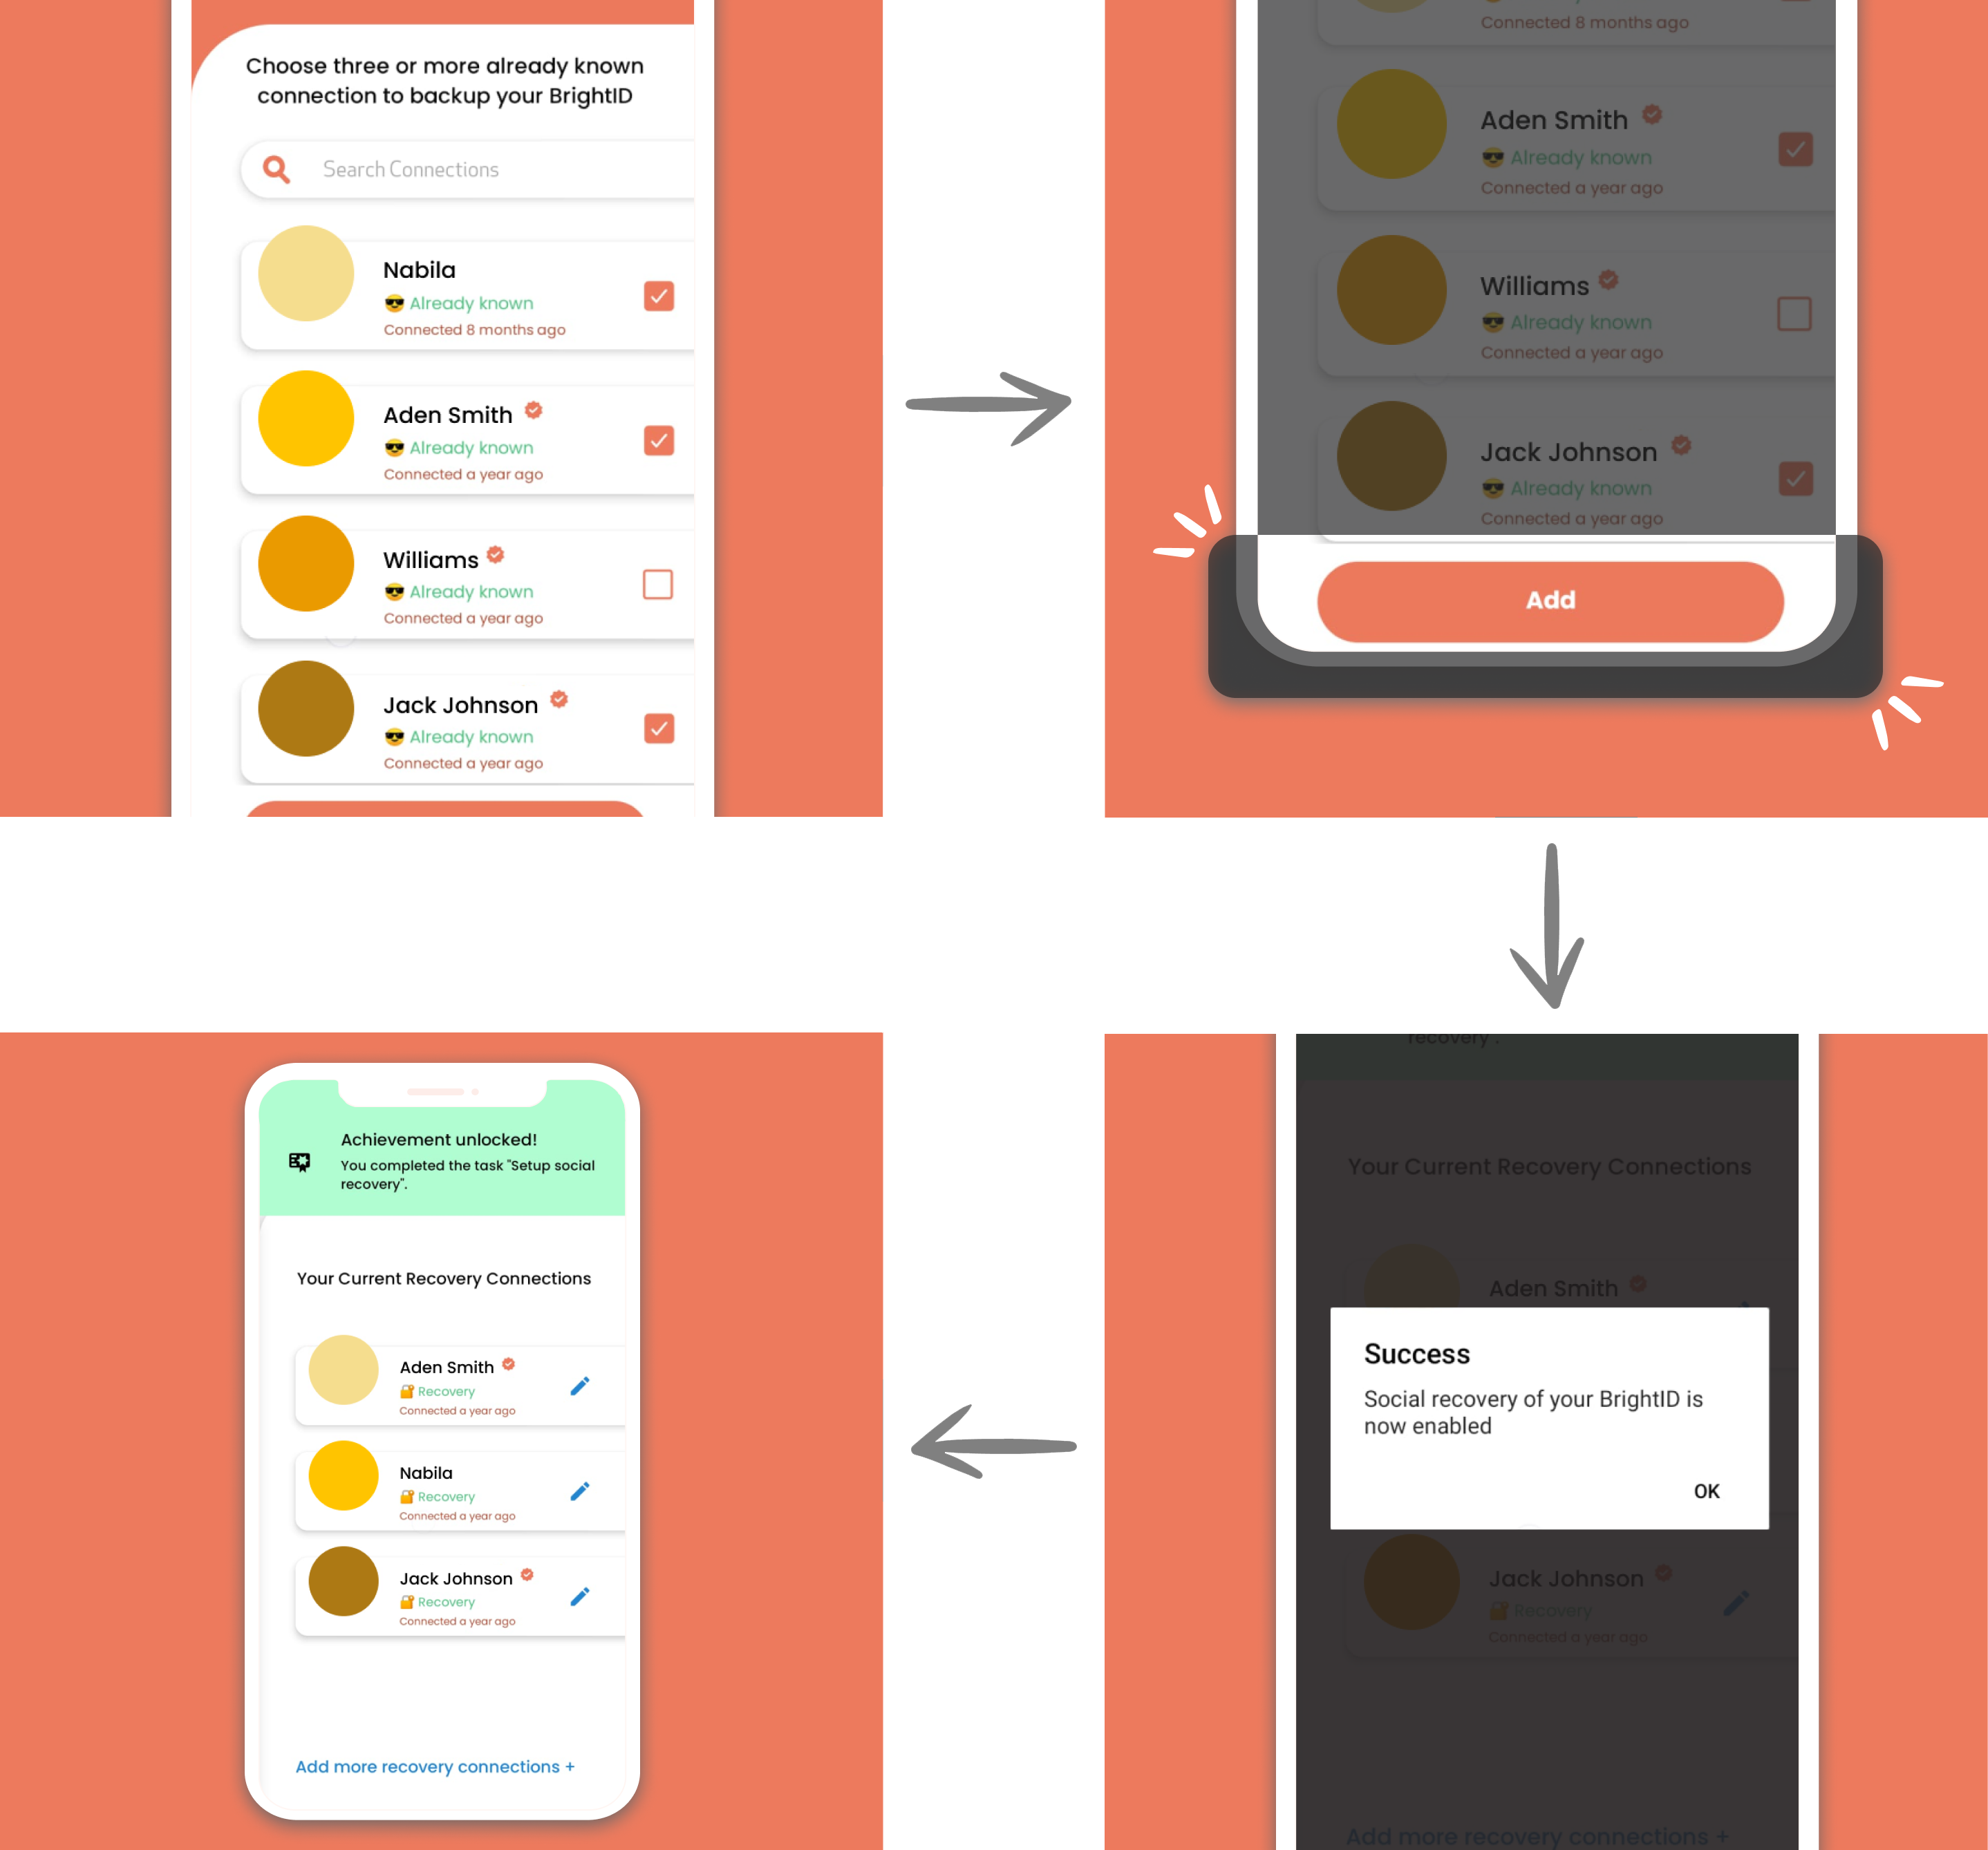 Choose three or more already known
connection to backup your BrightID
Search Connections
Nabila
😎 Already known
Connected 8 months ago
Aden Smith
😎 Already known
Connected a year ago
Williams
😎 Already known
Connected a year ago
Jack Johnson
😎 Already known
Connected a year ago
Connected 8 months ago
Aden Smith
😎 Already known
Connected a year ago
Williams
😎 Already known
Connected a year ago
Jack Johnson
😎 Already known
Connected a year ago
Add
recovery".
Your Current Recovery Connections
Aden Smith
Success
Social recovery of your BrightID is
now enabled
OK
Jack Johnson
🔐 Recovery
Connected a year ago
Add more recovery connections +
Achievement unlocked!
You completed the task "Setup social
recovery".
Your Current Recovery Connections
Aden Smith
🔐 Recovery
Connected a year ago
Nabila
🔐 Recovery
Connected a year ago
Jack Johnson
🔐 Recovery
Connected a year ago
Add more recovery connections +